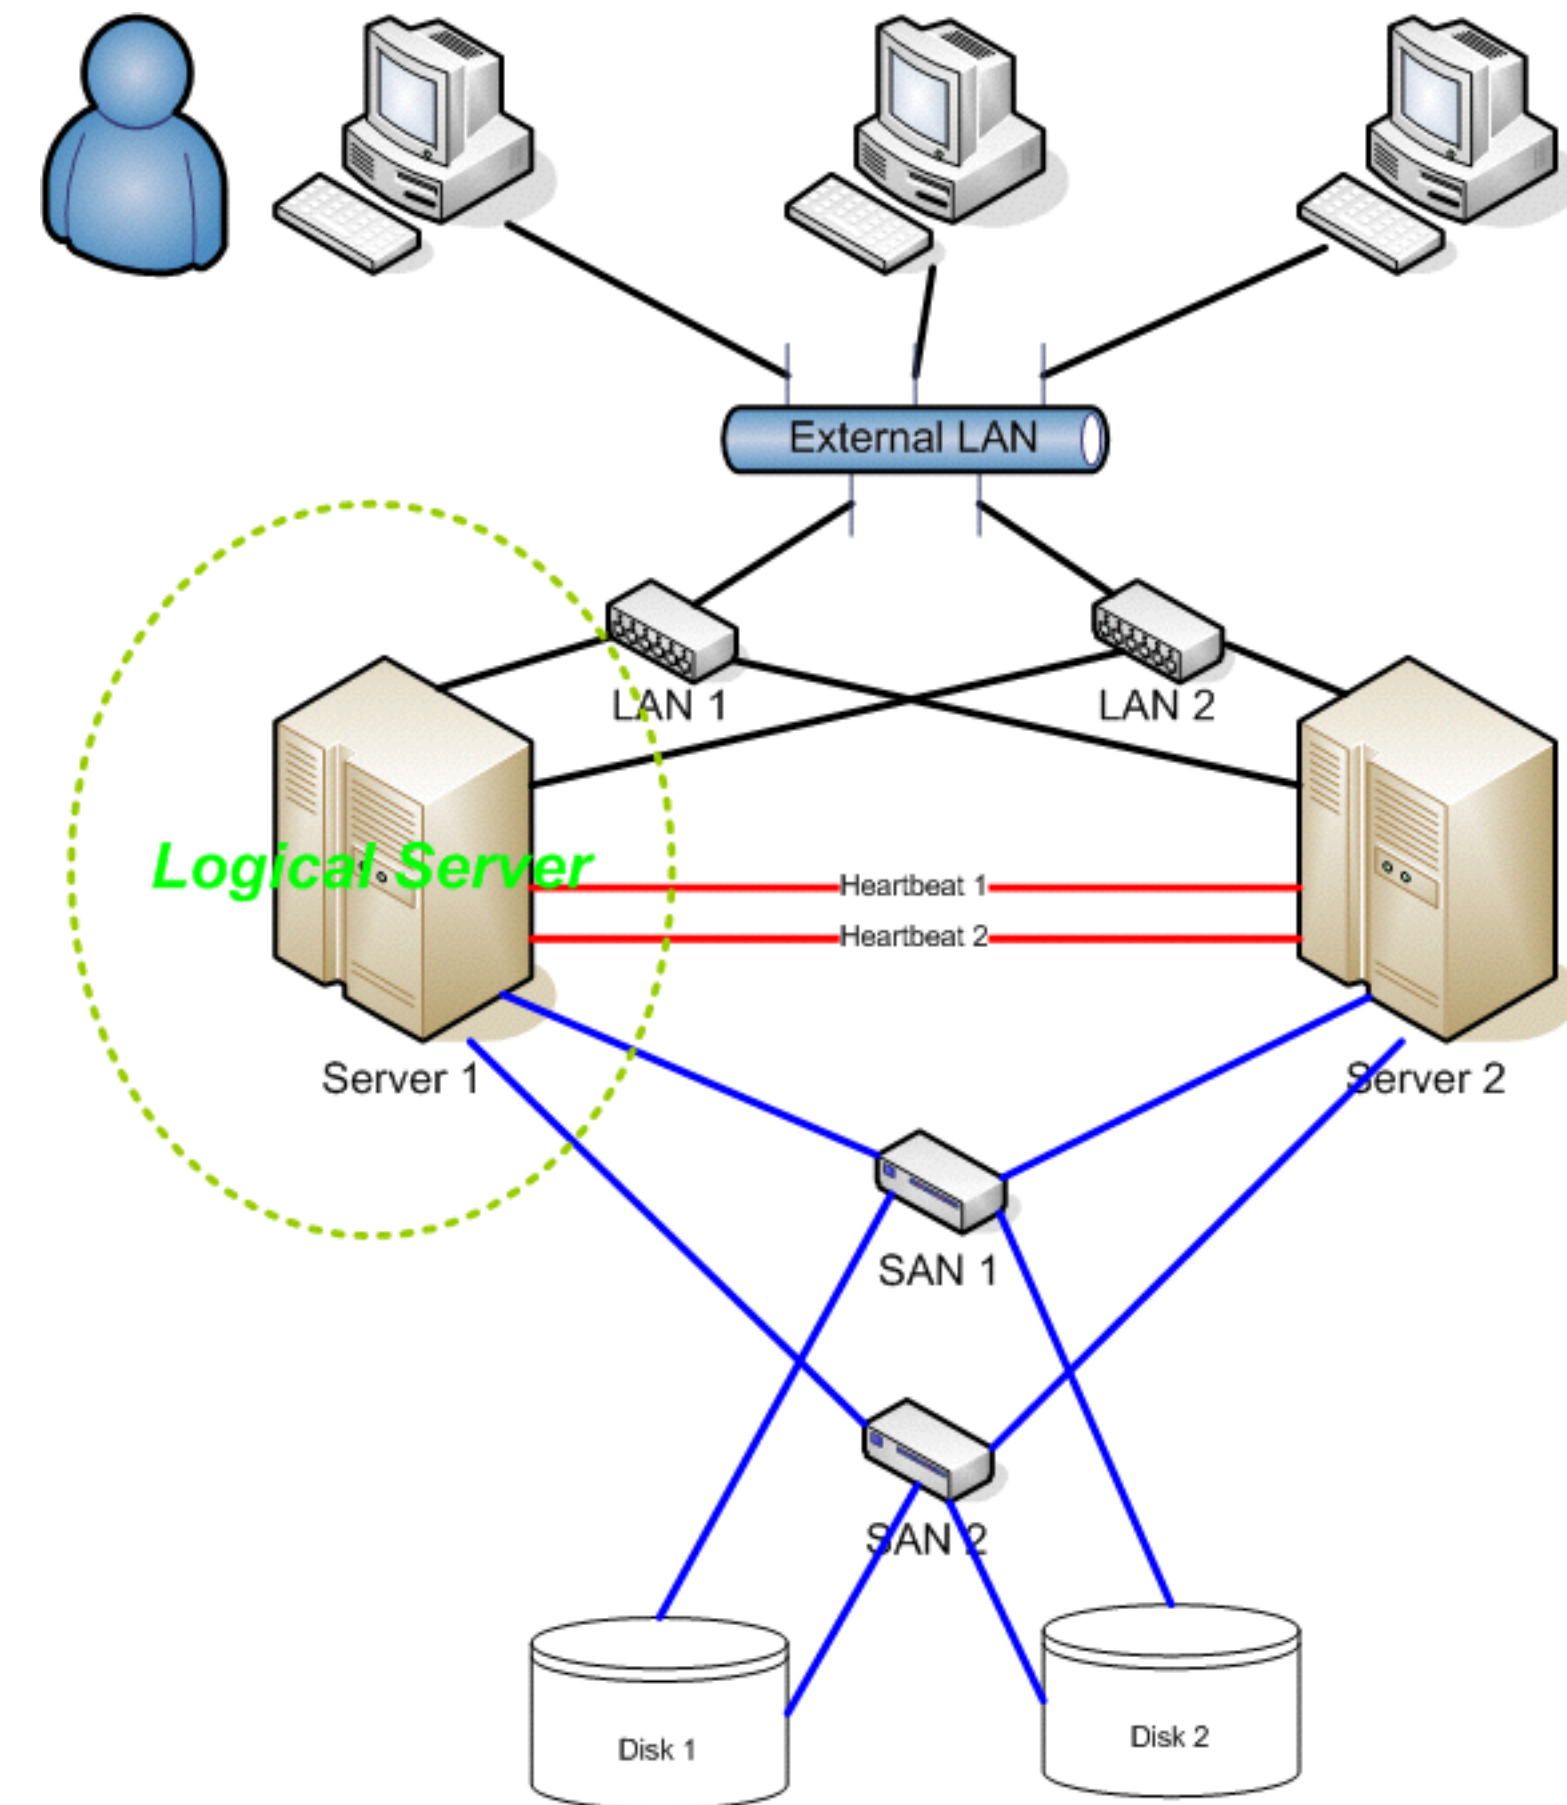 External LAN
LAN 1
LAN 2
Logical Server
Heartbeat 1
Heartbeat 2
Server 1
Server 2
SAN 1
SAN 2
Disk 1
Disk 2